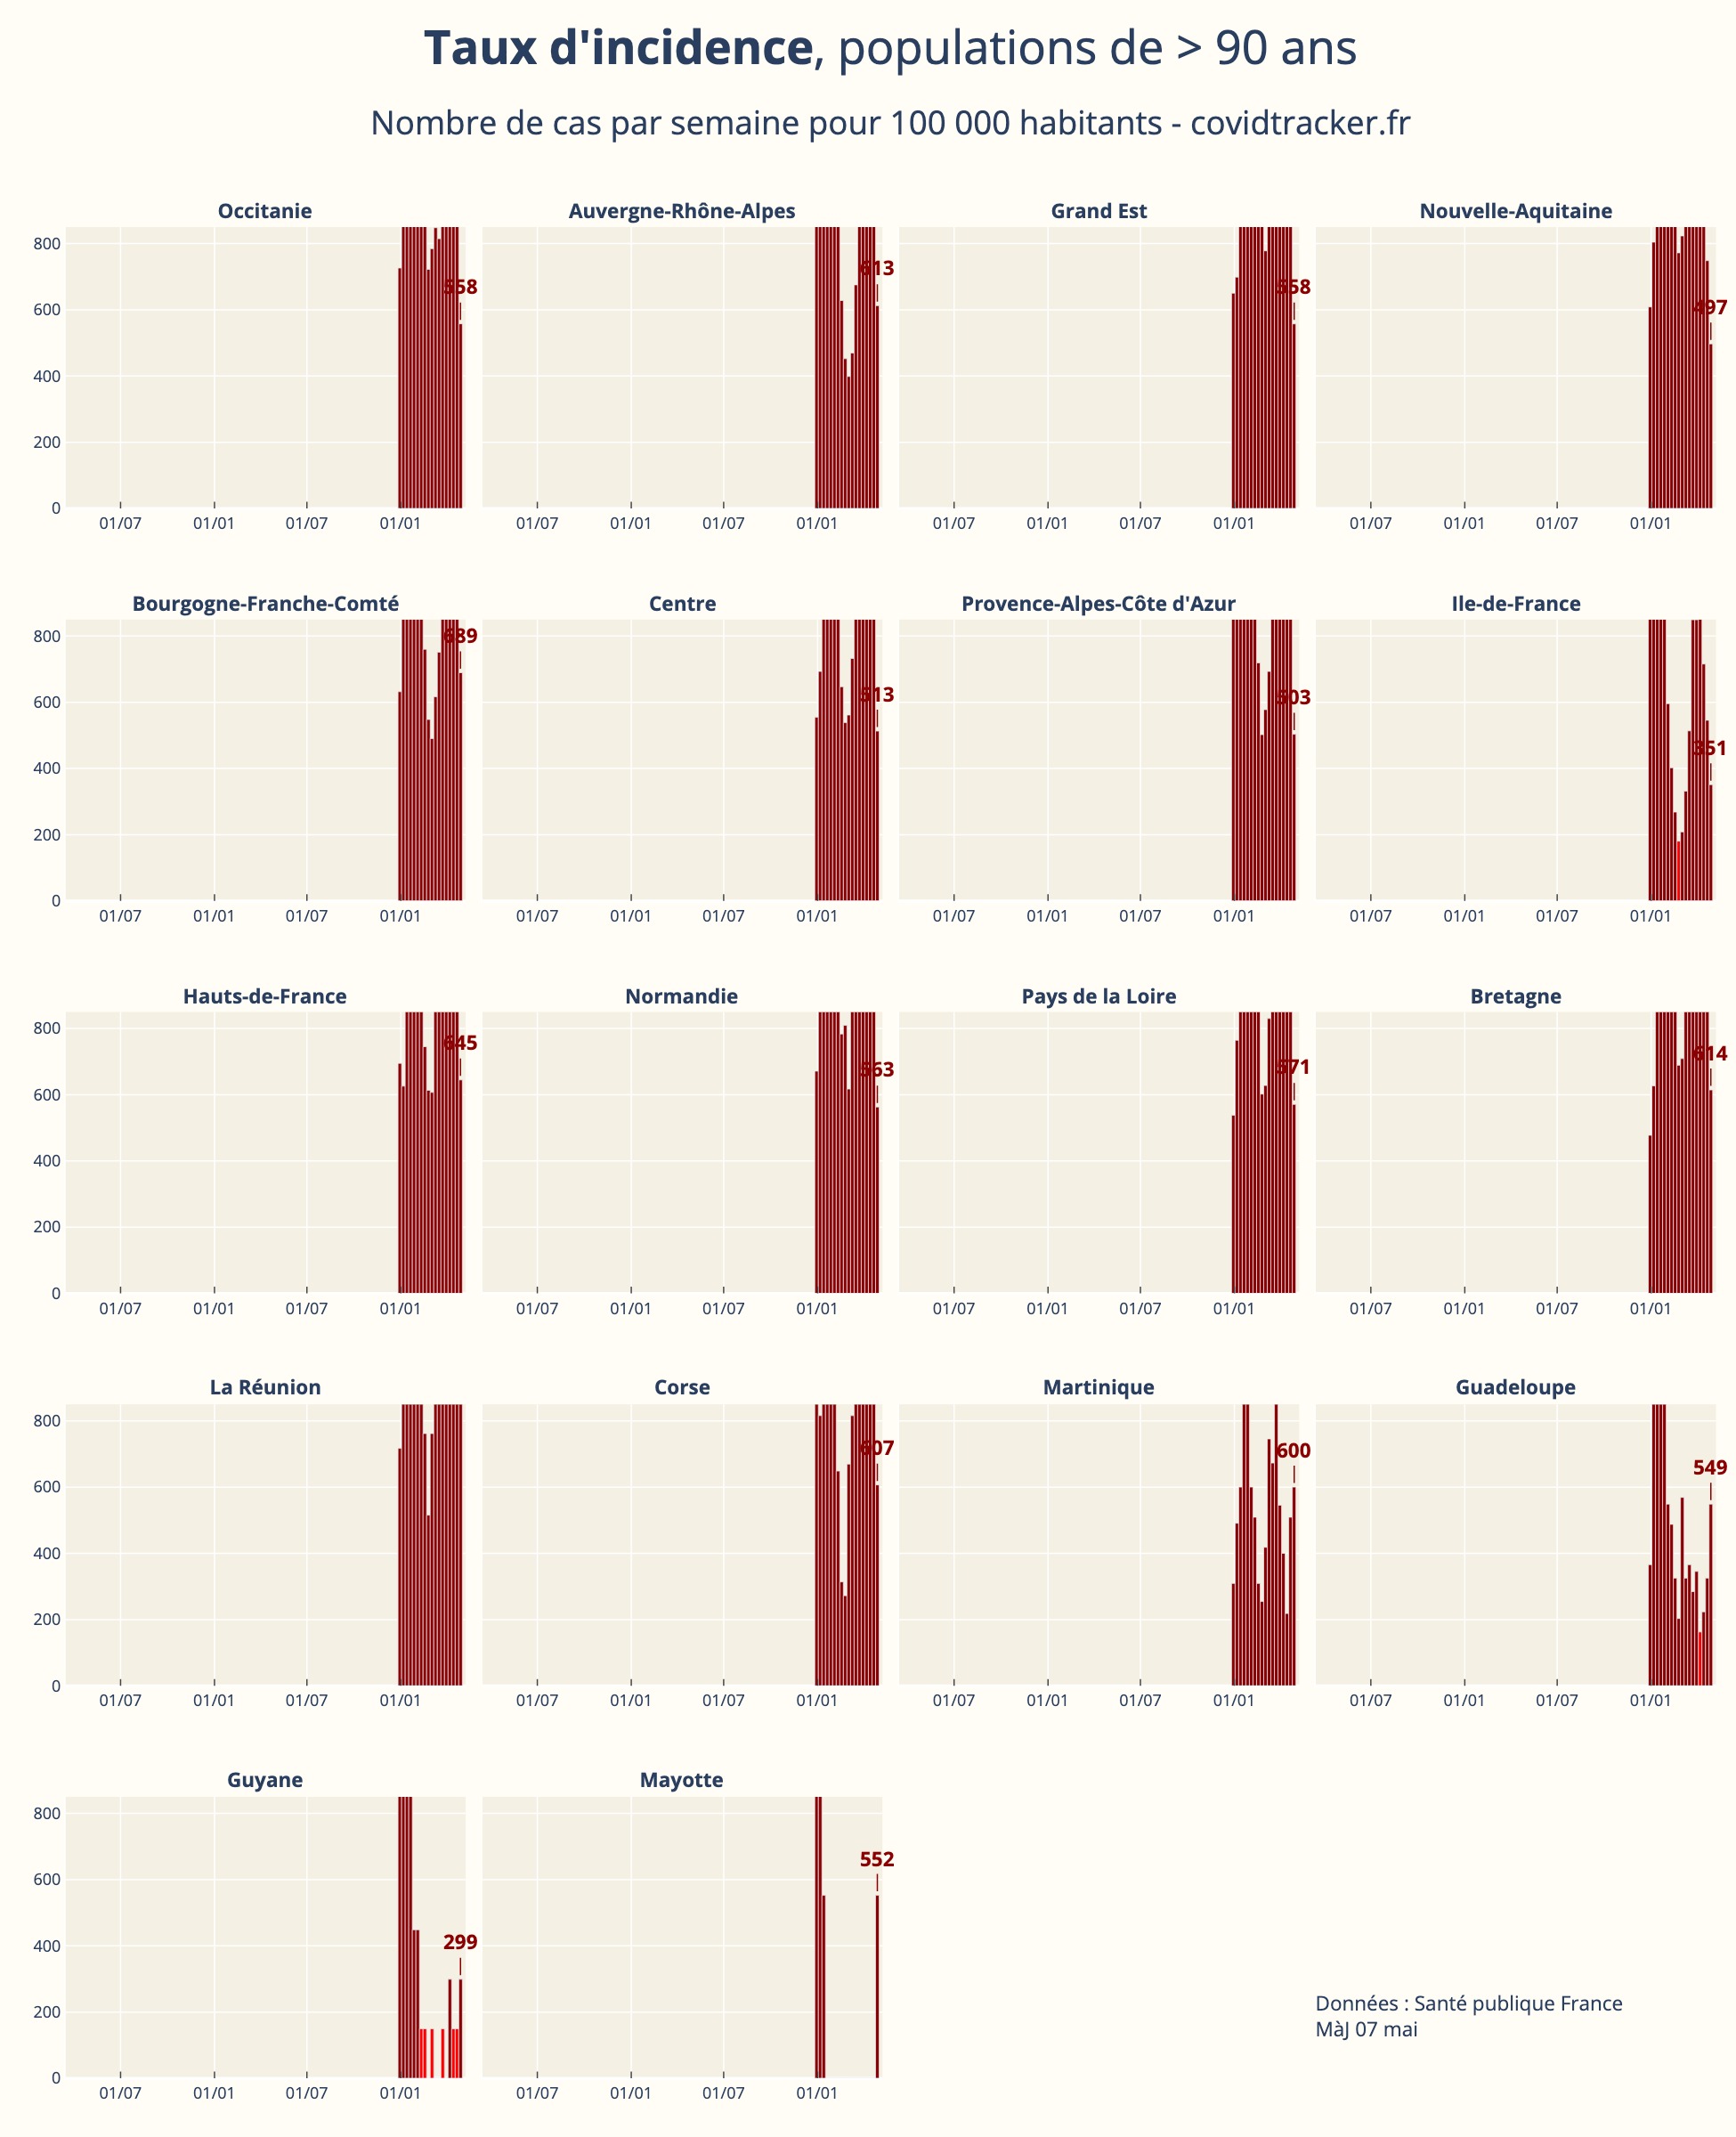 Taux d'incidence, populations de > 90 ans
Nombre de cas par semaine pour 100 000 habitants - covidtracker.fr
Occitanie
Auvergne-Rhône-Alpes
Grand Est
Nouvelle-Aquitaine
800
600
400
200
0
558
613
558
497
01/07 01/01 01/07 01/01
01/07 01/01 01/07 01/01
01/07 01/01 01/07 01/01
01/07 01/01 01/07 01/01
Bourgogne-Franche-Comté
Centre
Provence-Alpes-Côte d'Azur
Ile-de-France
800
600
400
200
0
689
513
503
351
01/07 01/01 01/07 01/01
01/07 01/01 01/07 01/01
01/07 01/01 01/07 01/01
01/07 01/01 01/07 01/01
Hauts-de-France
Normandie
Pays de la Loire
Bretagne
800
600
400
200
0
645
563
571
614
01/07 01/01 01/07 01/01
01/07 01/01 01/07 01/01
01/07 01/01 01/07 01/01
01/07 01/01 01/07 01/01
La Réunion
Corse
Martinique
Guadeloupe
800
600
400
200
0
607
600
549
01/07 01/01 01/07 01/01
01/07 01/01 01/07 01/01
01/07 01/01 01/07 01/01
01/07 01/01 01/07 01/01
Guyane
Mayotte
800
600
400
200
0
299
552
01/07 01/01 01/07 01/01
01/07 01/01 01/07 01/01
Données : Santé publique France
MàJ 07 mai